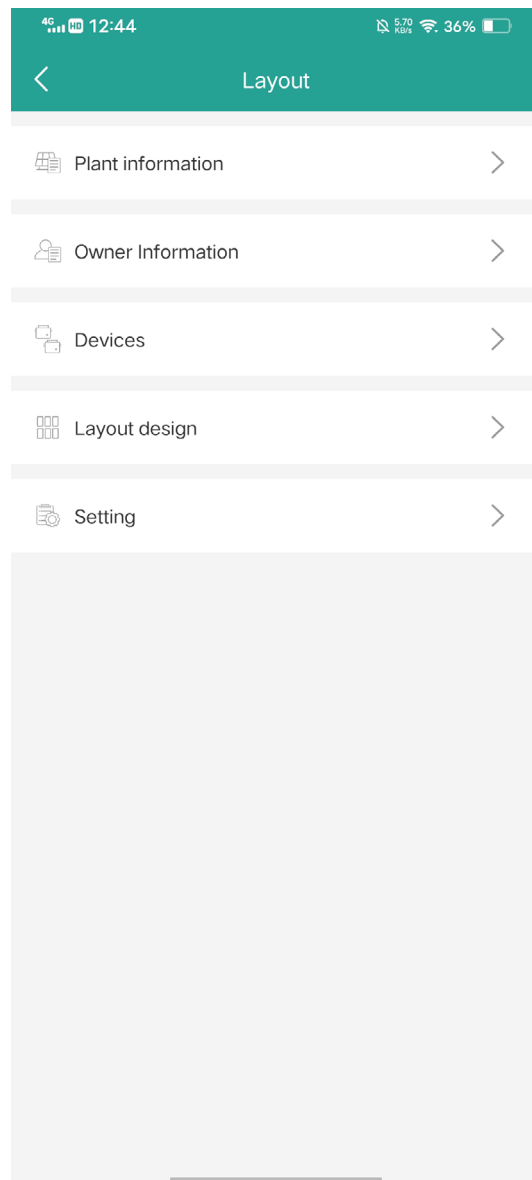 4G HD 12:44 5.70 KB/s 36%
Layout
Plant information
Owner Information
Devices
Layout design
Setting